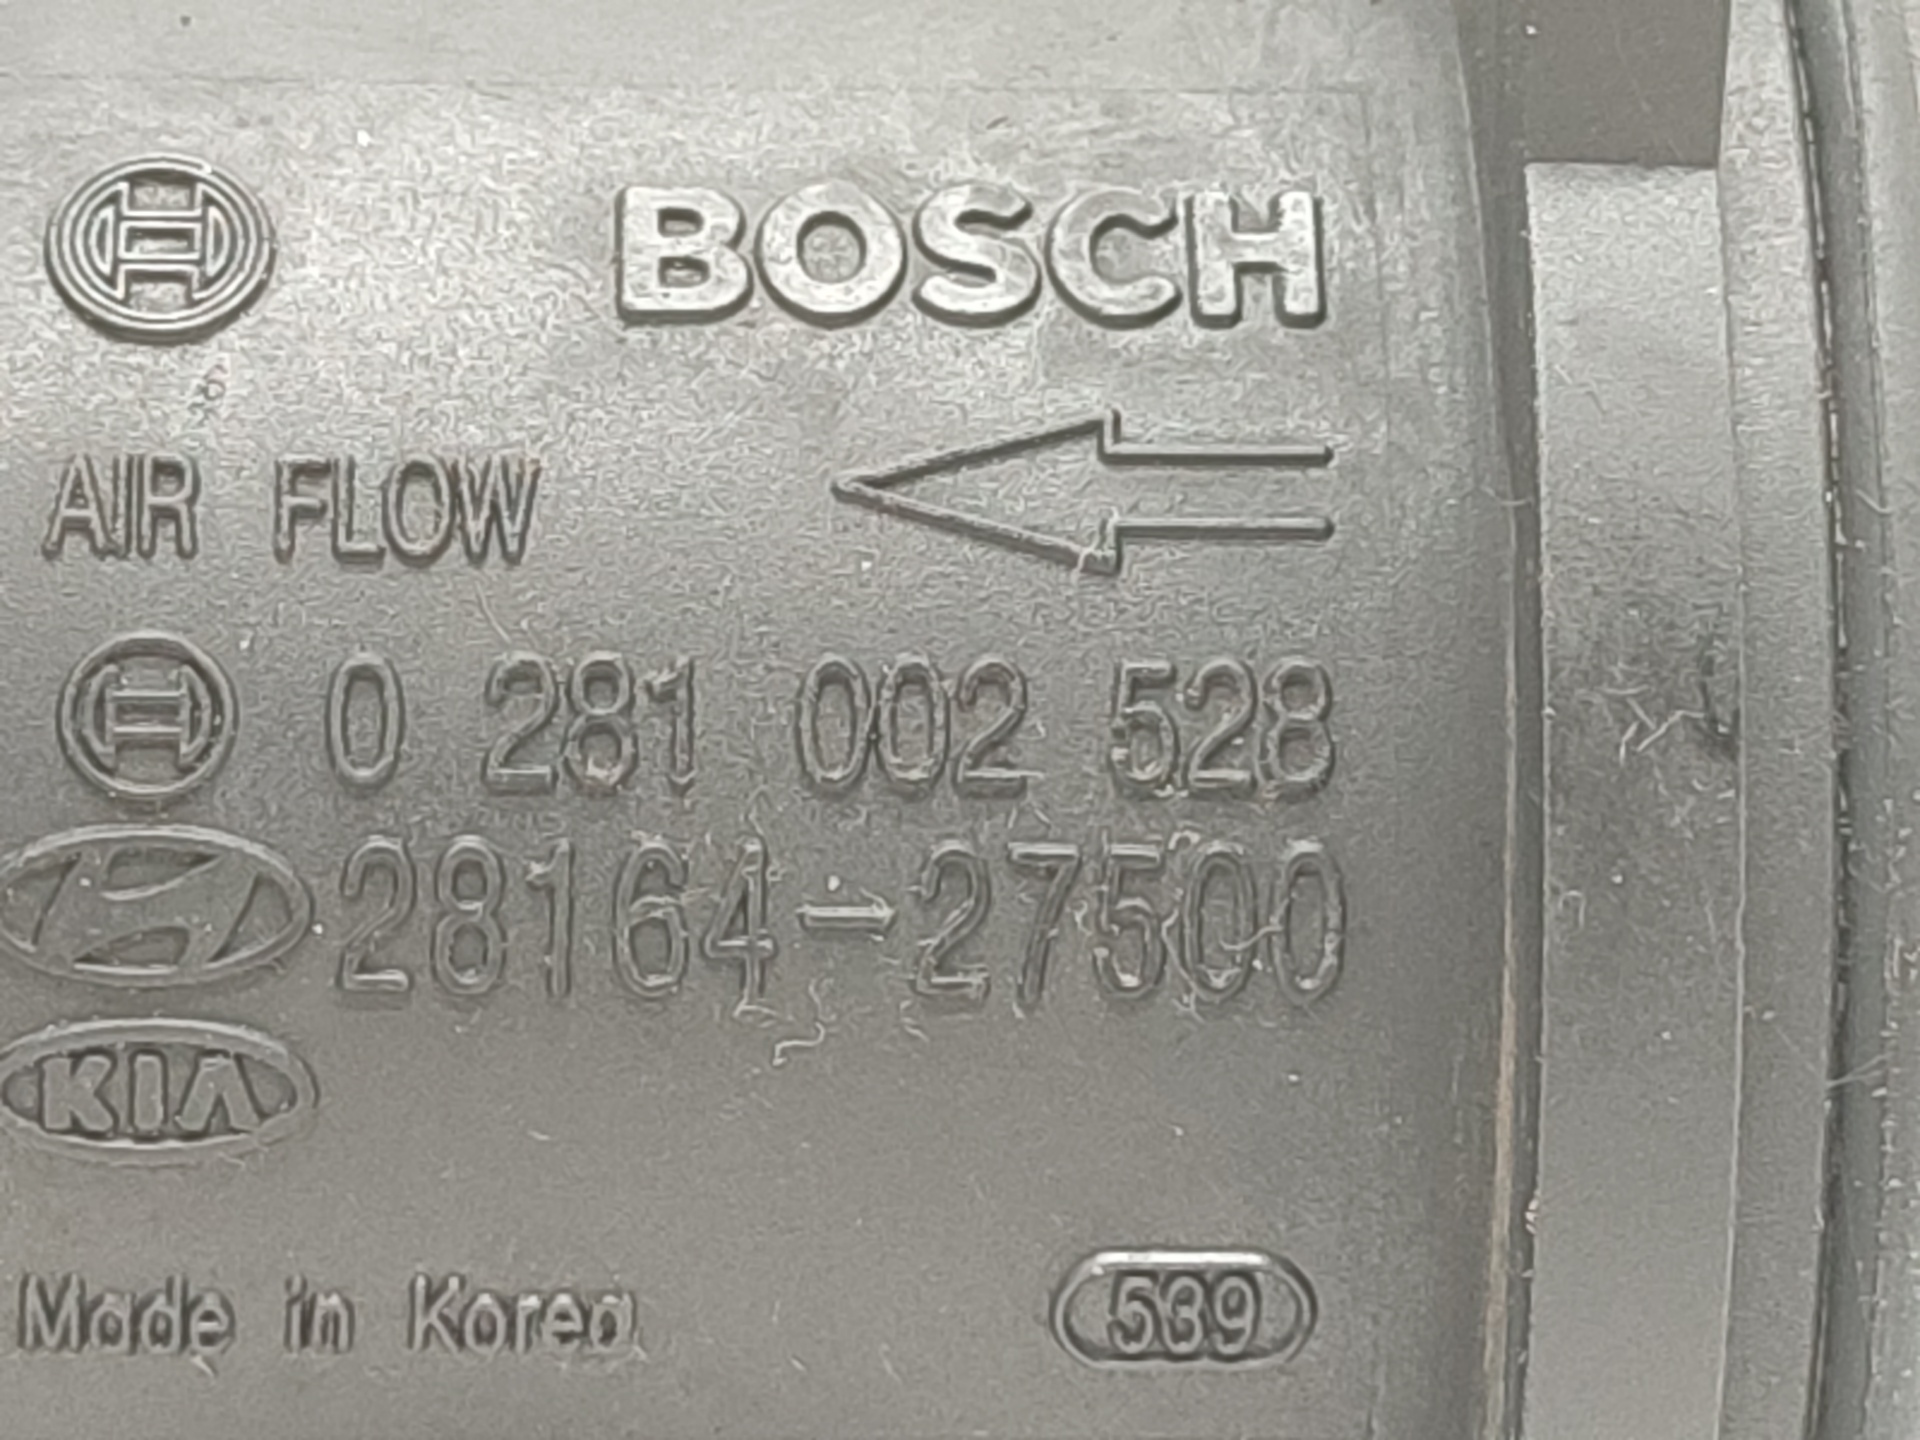 BOSCH
AIR FLOW
0 281 002 528
28164-27500
KIA
Made in Korea 539